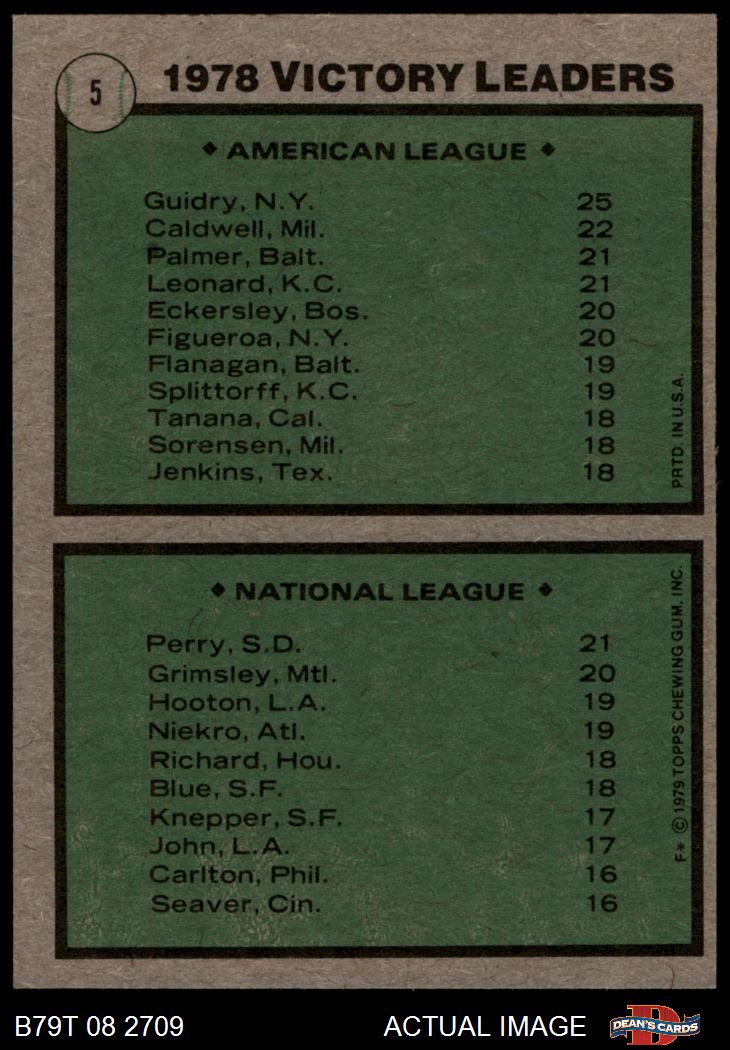 5
1978 VICTORY LEADERS
◆ AMERICAN LEAGUE ◆
Guidry, N.Y. 25
Caldwell, Mil. 22
Palmer, Balt. 21
Leonard, K.C. 21
Eckersley, Bos. 20
Figueroa, N.Y. 20
Flanagan, Balt. 19
Splittorff, K.C. 19
Tanana, Cal. 18
Sorensen, Mil. 18
Jenkins, Tex. 18
PRTD. IN U.S.A.
◆ NATIONAL LEAGUE ◆
Perry, S.D. 21
Grimsley, Mtl. 20
Hooton, L.A. 19
Niekro, Atl. 19
Richard, Hou. 18
Blue, S.F. 18
Knepper, S.F. 17
John, L.A. 17
Carlton, Phil. 16
Seaver, Cin. 16
F* © 1979 TOPPS CHEWING GUM. INC.
B79T 08 2709 ACTUAL IMAGE
D
DEAN'S CARDS